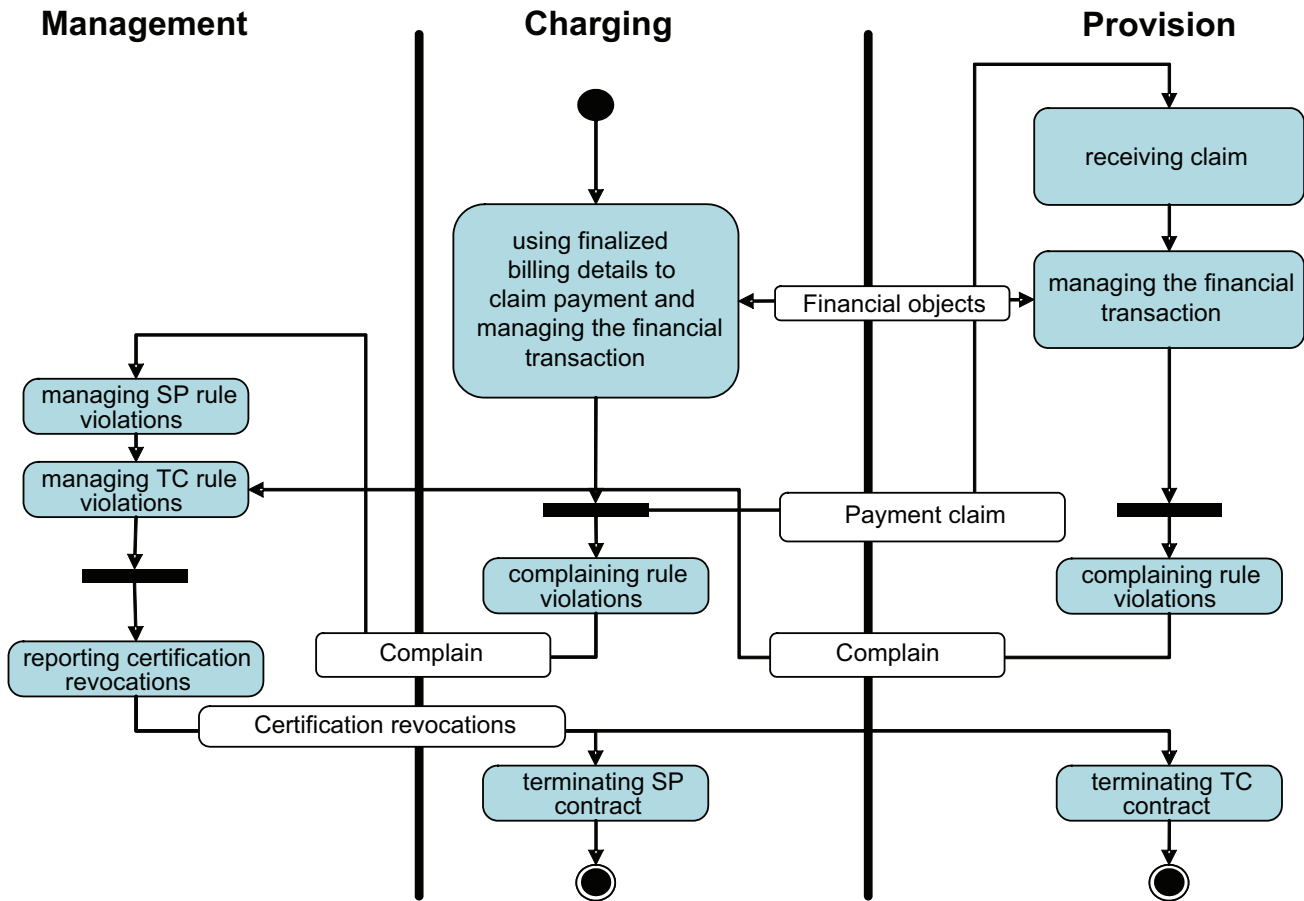 Management
Charging
Provision
receiving claim
using finalized
billing details to
claim payment and
managing the financial
transaction
Financial objects
managing the financial
transaction
managing SP rule
violations
managing TC rule
violations
Payment claim
complaining rule
violations
complaining rule
violations
reporting certification
revocations
Complain
Complain
Certification revocations
terminating SP
contract
terminating TC
contract